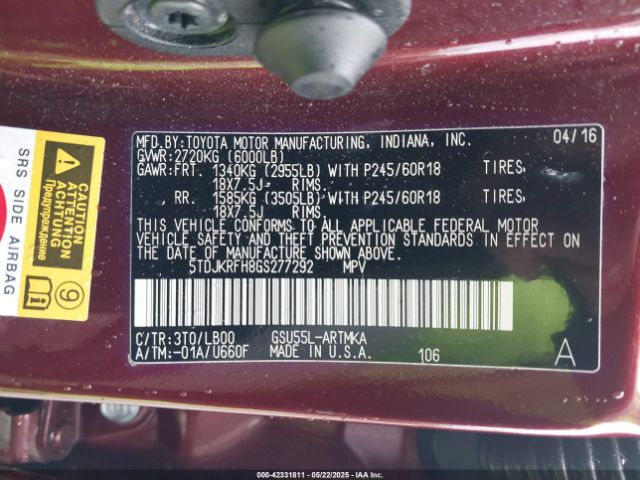 MFD.BY:TOYOTA MOTOR MANUFACTURING, INDIANA, INC. 04/16
GVWR:2720KG (6000LB)
GAWR:FRT. 1340KG (2955LB) WITH P245/60R18 TIRES,
18X7.5J RIMS.
RR. 1585KG (3505LB) WITH P245/60R18 TIRES,
18X7.5J RIMS.
THIS VEHICLE CONFORMS TO ALL APPLICABLE FEDERAL MOTOR
VEHICLE SAFETY AND THEFT PREVENTION STANDARDS IN EFFECT ON
THE DATE OF MANUFACTURE SHOWN ABOVE.
5TDJKRFH8GS277292 MPV
C/TR:3T0/LB00 GSU55L-ARTMKA
A/TM:-01A/U660F MADE IN U.S.A. 106 A
SRS SIDE AIRBAG
CAUTION
ATTENTION
ACHTUNG
Предупреждение
9
000-42331811 - 05/22/2025 - IAA Inc.